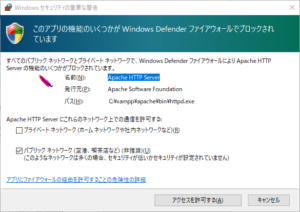 Windows セキュリティの重要な警告
このアプリの機能のいくつかが Windows Defender ファイアウォールでブロックされ
ています
すべてのパブリック ネットワークとプライベート ネットワークで、Windows Defender ファイアウォールにより Apache HTTP
Server の機能のいくつかがブロックされています。
名前(N): Apache HTTP Server
発行元(P): Apache Software Foundation
パス(H): C:\xampp\apache\bin\httpd.exe
Apache HTTP Server にこれらのネットワーク上での通信を許可する:
プライベート ネットワーク (ホーム ネットワークや社内ネットワークなど)(R)
パブリック ネットワーク (空港、喫茶店など) (非推奨)(U)
(このようなネットワークは多くの場合、セキュリティが低いかセキュリティが設定されていません)
アプリにファイアウォールの経由を許可することの危険性の詳細
アクセスを許可する(A) キャンセル